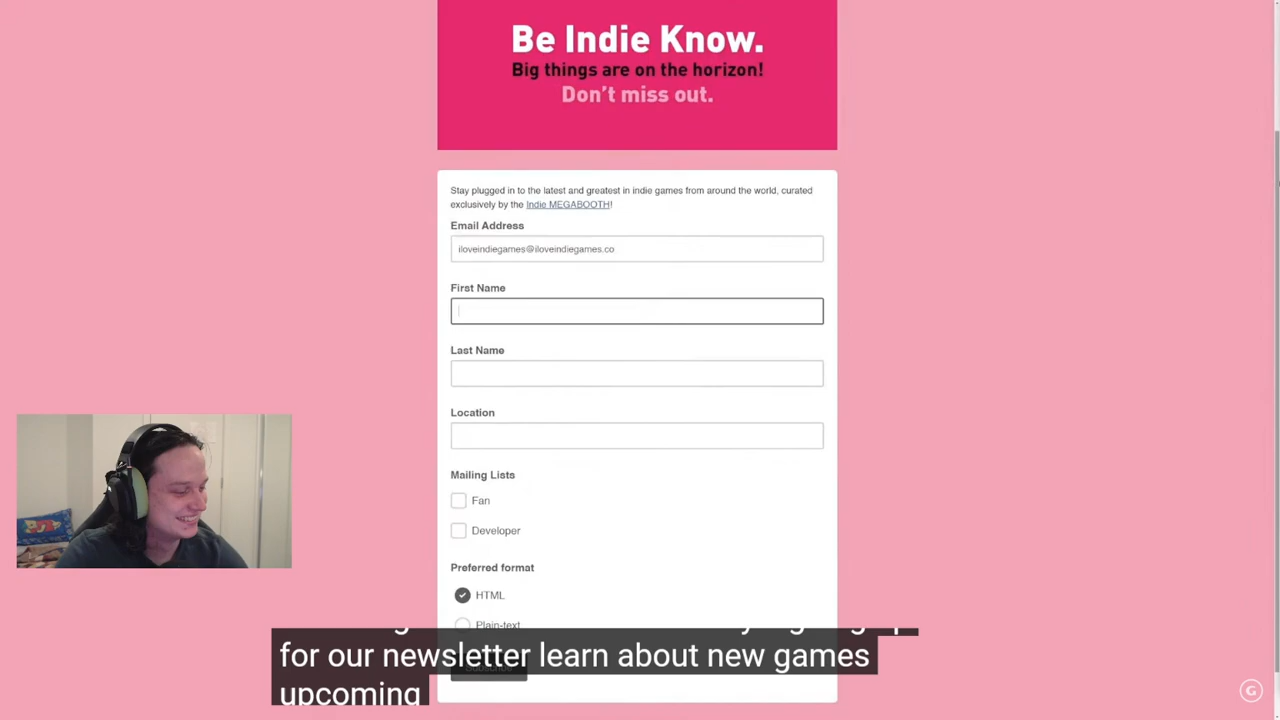 Be Indie Know.
Big things are on the horizon!
Don't miss out.
Stay plugged in to the latest and greatest in indie games from around the world, curated
exclusively by the Indie MEGABOOTH!
Email Address
iloveindiegames@iloveindiegames.co
First Name
Last Name
Location
Mailing Lists
Fan
Developer
Preferred format
HTML
Plain-text
for our newsletter learn about new games
upcoming
G